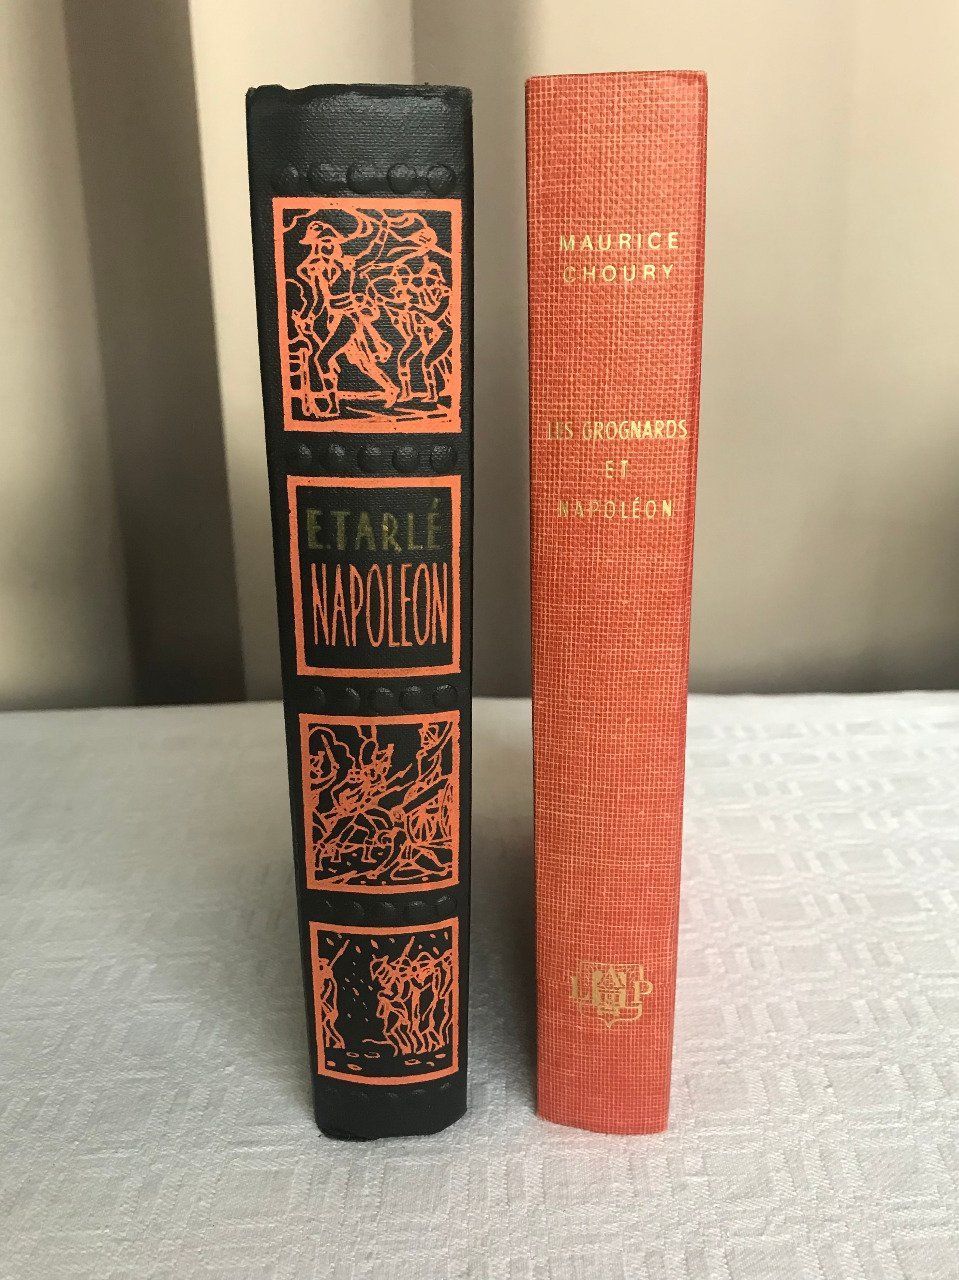 E. TARLÉ
NAPOLEON
MAURICE
CHOURY
LES GROGNARDS
ET
NAPOLÉON